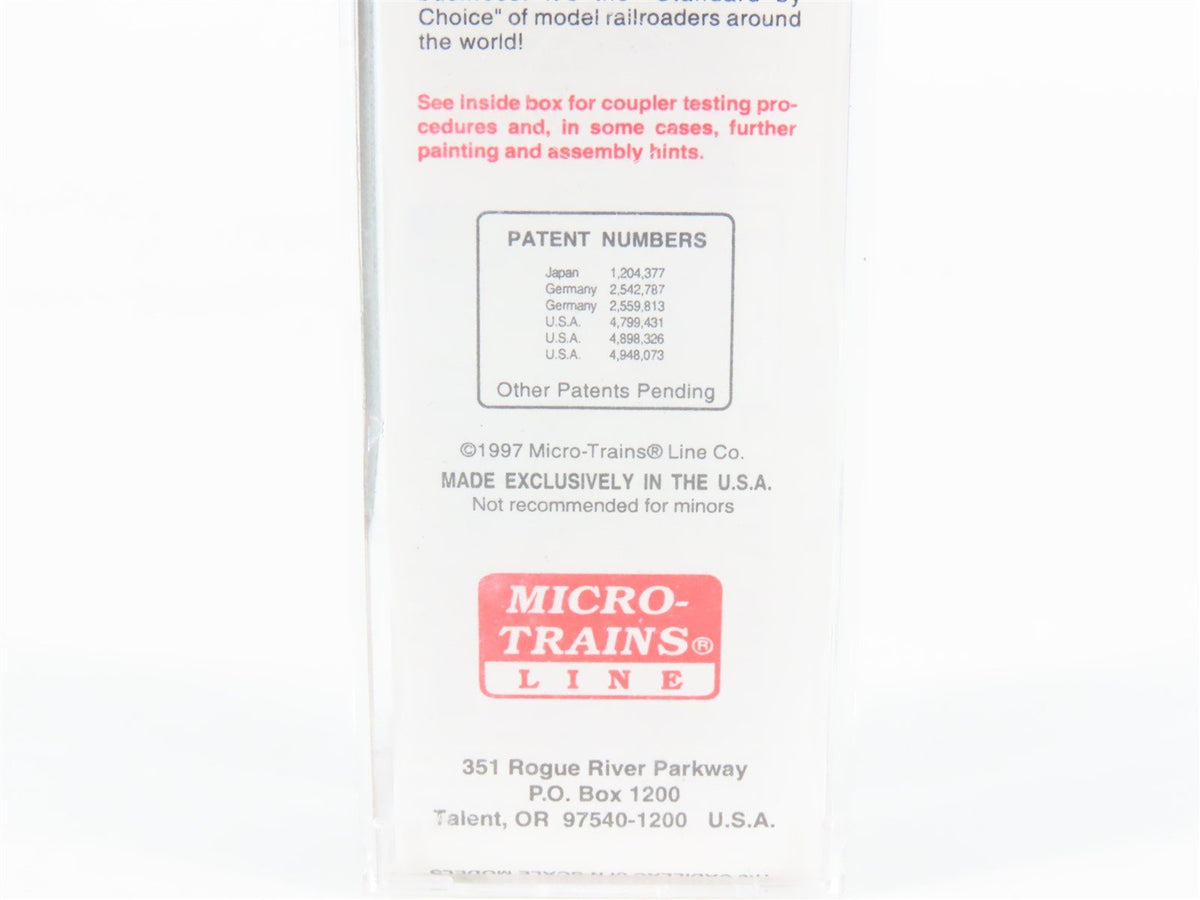 Choice" of model railroaders around
the world!
See inside box for coupler testing pro-
cedures and, in some cases, further
painting and assembly hints.
PATENT NUMBERS
Japan 1,204,377
Germany 2,542,787
Germany 2,559,813
U.S.A. 4,799,431
U.S.A. 4,898,326
U.S.A. 4,948,073
Other Patents Pending
©1997 Micro-Trains® Line Co.
MADE EXCLUSIVELY IN THE U.S.A.
Not recommended for minors
MICRO-
TRAINS®
LINE
351 Rogue River Parkway
P.O. Box 1200
Talent, OR 97540-1200 U.S.A.